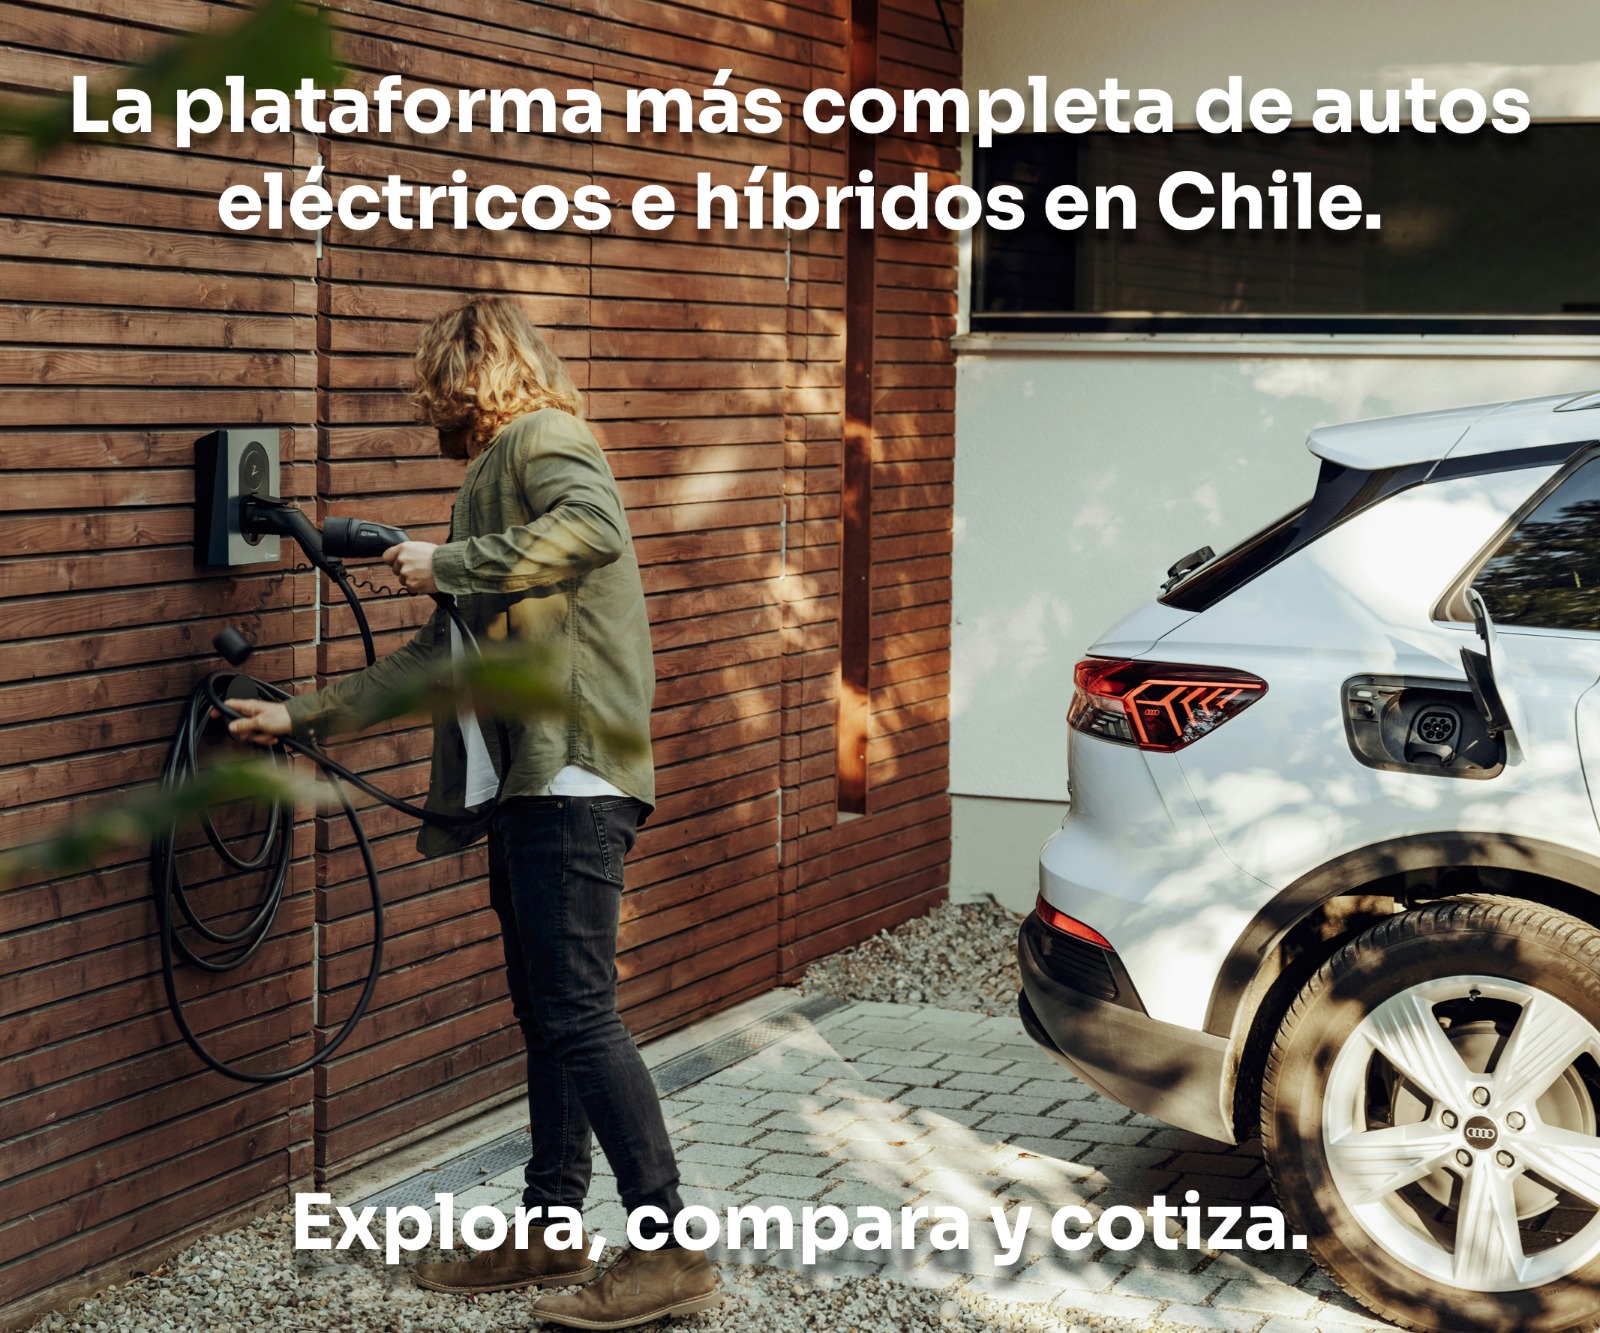 La plataforma más completa de autos
eléctricos e híbridos en Chile.
Explora, compara y cotiza.